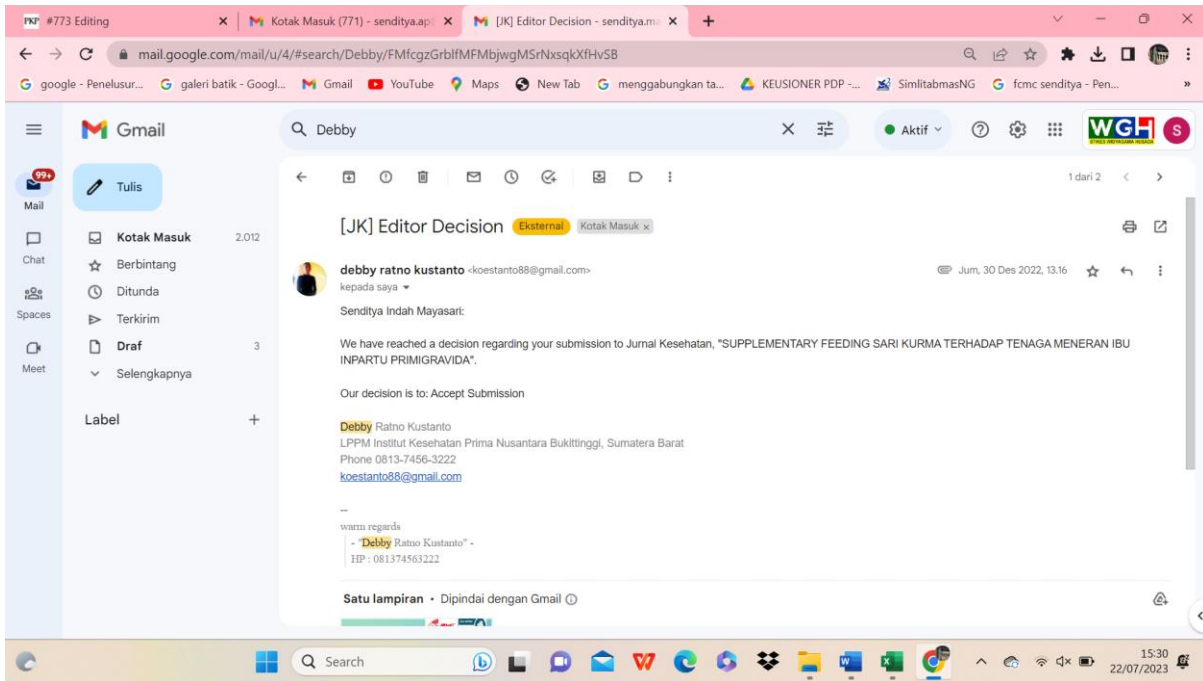 PKP #773 Editing
Kotak Masuk (771) - senditya.api
[JK] Editor Decision - senditya.ma
mail.google.com/mail/u/4/#search/Debby/FMfcgzGrblfMFMbjwgMSrNxsqkXfHvSB
google - Penelusur... galeri batik - Googl... Gmail YouTube Maps New Tab menggabungkan ta... KEUSIONER PDP -... SimlitabmasNG fcmc senditya - Pen... »
Gmail
Debby
Aktif
WGH
STIKES WIDYAGAMA HUSADA
S
99+
Mail
Chat
Spaces
Meet
Tulis
Kotak Masuk 2.012
Berbintang
Ditunda
Terkirim
Draf 3
Selengkapnya
Label +
1 dari 2
[JK] Editor Decision Eksternal Kotak Masuk x
debby ratno kustanto <koestanto88@gmail.com>
Jum, 30 Des 2022, 13.16
kepada saya
Senditya Indah Mayasari:
We have reached a decision regarding your submission to Jurnal Kesehatan, "SUPPLEMENTARY FEEDING SARI KURMA TERHADAP TENAGA MENERAN IBU
INPARTU PRIMIGRAVIDA".
Our decision is to: Accept Submission
Debby Ratno Kustanto
LPPM Institut Kesehatan Prima Nusantara Bukittinggi, Sumatera Barat
Phone 0813-7456-3222
koestanto88@gmail.com
--
warm regards
- "Debby Ratno Kustanto" -
HP : 081374563222
Satu lampiran • Dipindai dengan Gmail
Search
15:30
22/07/2023